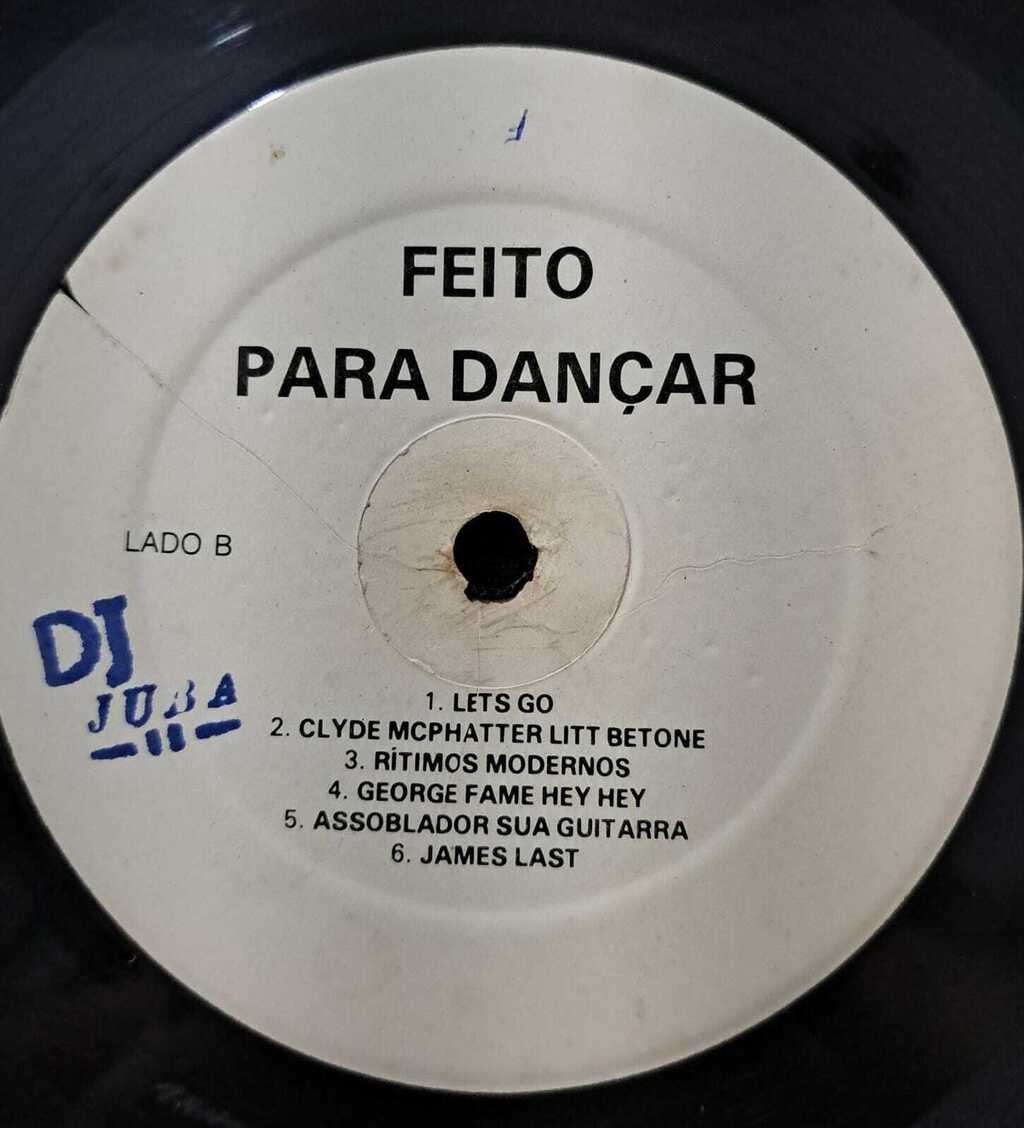 FEITO
PARA DANÇAR
LADO B
DJ
JUBA
1. LETS GO
2. CLYDE MCPHATTER LITT BETONE
3. RÍTIMOS MODERNOS
4. GEORGE FAME HEY HEY
5. ASSOBLADOR SUA GUITARRA
6. JAMES LAST